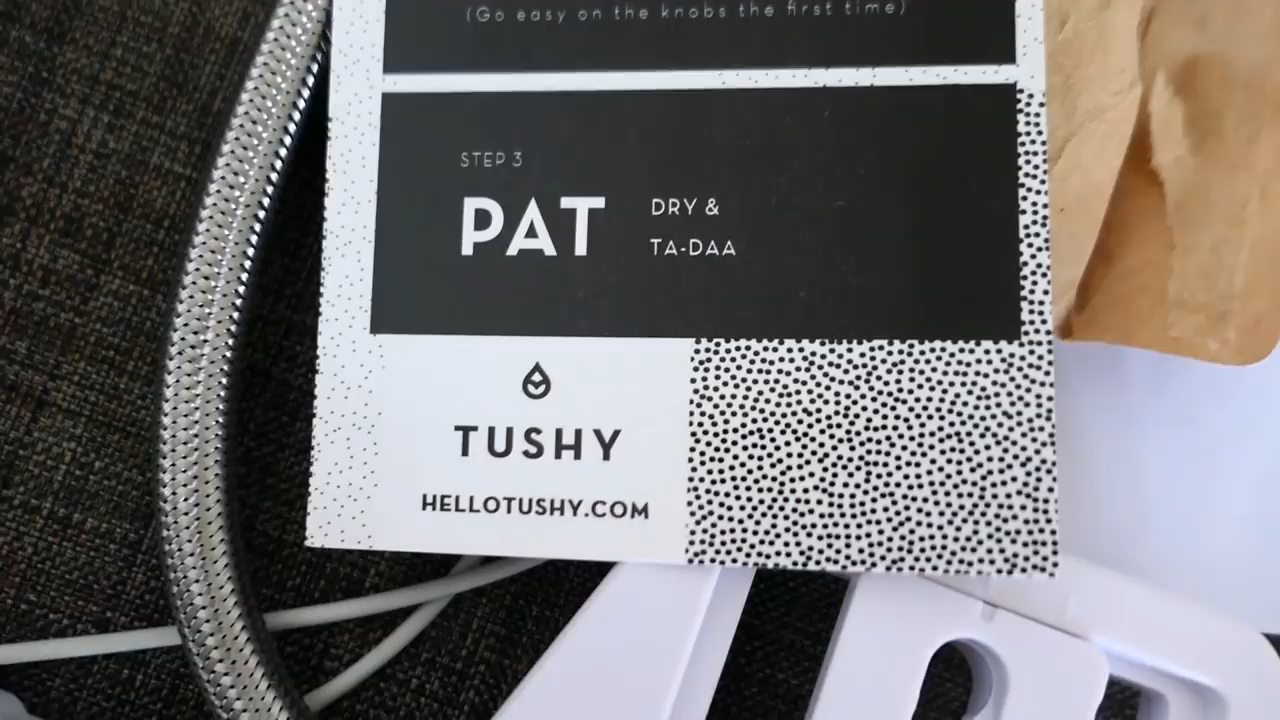 (Go easy on the knobs the first time)
STEP 3
PAT
DRY &
TA-DAA
TUSHY
HELLOTUSHY.COM